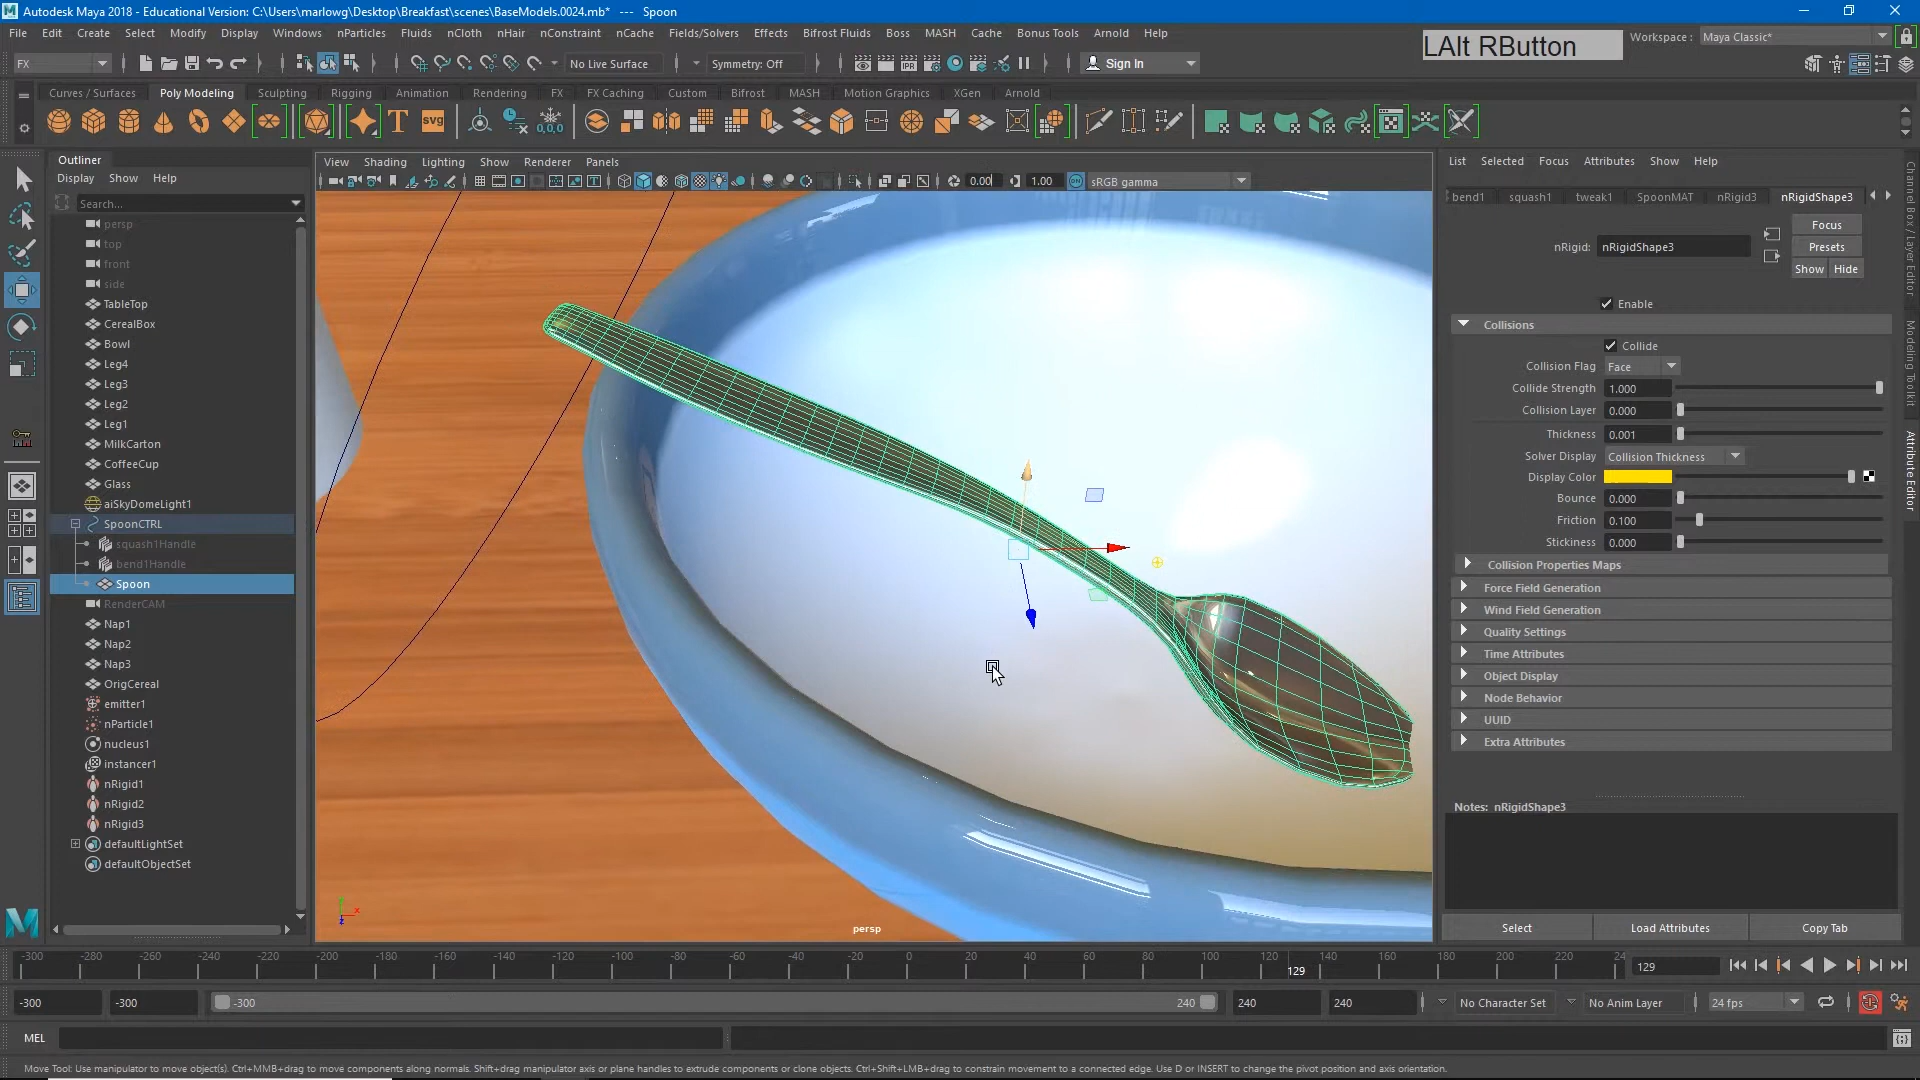 Autodesk Maya 2018 - Educational Version: C:\Users\marlowg\Desktop\Breakfast\scenes\BaseModels.0024.mb* --- Spoon
File Edit Create Select Modify Display Windows nParticles Fluids nCloth nHair nConstraint nCache Fields/Solvers Effects Bifrost Fluids Boss MASH Cache Bonus Tools Arnold Help
LAlt RButton
Workspace : Maya Classic*
FX No Live Surface Symmetry: Off Sign In
Curves / Surfaces Poly Modeling Sculpting Rigging Animation Rendering FX FX Caching Custom Bifrost MASH Motion Graphics XGen Arnold
T svg 0,0,0
Outliner
Display Show Help
Search...
persp
top
front
side
TableTop
CerealBox
Bowl
Leg4
Leg3
Leg2
Leg1
MilkCarton
CoffeeCup
Glass
aiSkyDomeLight1
SpoonCTRL
squash1Handle
bend1Handle
Spoon
RenderCAM
Nap1
Nap2
Nap3
OrigCereal
emitter1
nParticle1
nucleus1
instancer1
nRigid1
nRigid2
nRigid3
defaultLightSet
defaultObjectSet
View Shading Lighting Show Renderer Panels
0.00 1.00 ON sRGB gamma
persp
List Selected Focus Attributes Show Help
bend1 squash1 tweak1 SpoonMAT nRigid3 nRigidShape3
nRigid: nRigidShape3
Focus
Presets
Show Hide
Enable
Collisions
Collide
Collision Flag Face
Collide Strength 1.000
Collision Layer 0.000
Thickness 0.001
Solver Display Collision Thickness
Display Color
Bounce 0.000
Friction 0.100
Stickiness 0.000
Collision Properties Maps
Force Field Generation
Wind Field Generation
Quality Settings
Time Attributes
Object Display
Node Behavior
UUID
Extra Attributes
Notes: nRigidShape3
Select Load Attributes Copy Tab
Channel Box / Layer Editor
Modeling Toolkit
Attribute Editor
-300 -280 -260 -240 -220 -200 -180 -160 -140 -120 -100 -80 -60 -40 -20 0 20 40 60 80 100 120 140 160 180 200 220 24
129
129
-300 -300 -300 240 240 240 No Character Set No Anim Layer 24 fps
MEL
Move Tool: Use manipulator to move object(s). Ctrl+MMB+drag to move components along normals. Shift+drag manipulator axis or plane handles to extrude components or clone objects. Ctrl+Shift+LMB+drag to constrain movement to a connected edge. Use D or INSERT to change the pivot position and axis orientation.